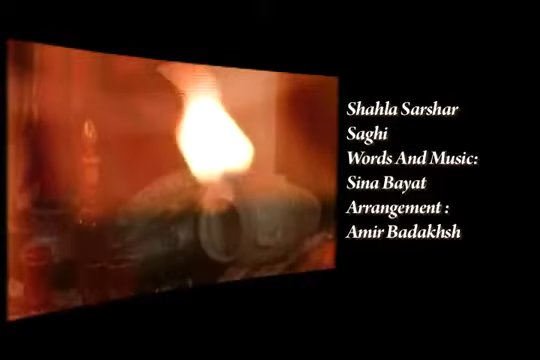 Shahla Sarshar
Saghi
Words And Music:
Sina Bayat
Arrangement :
Amir Badakhsh